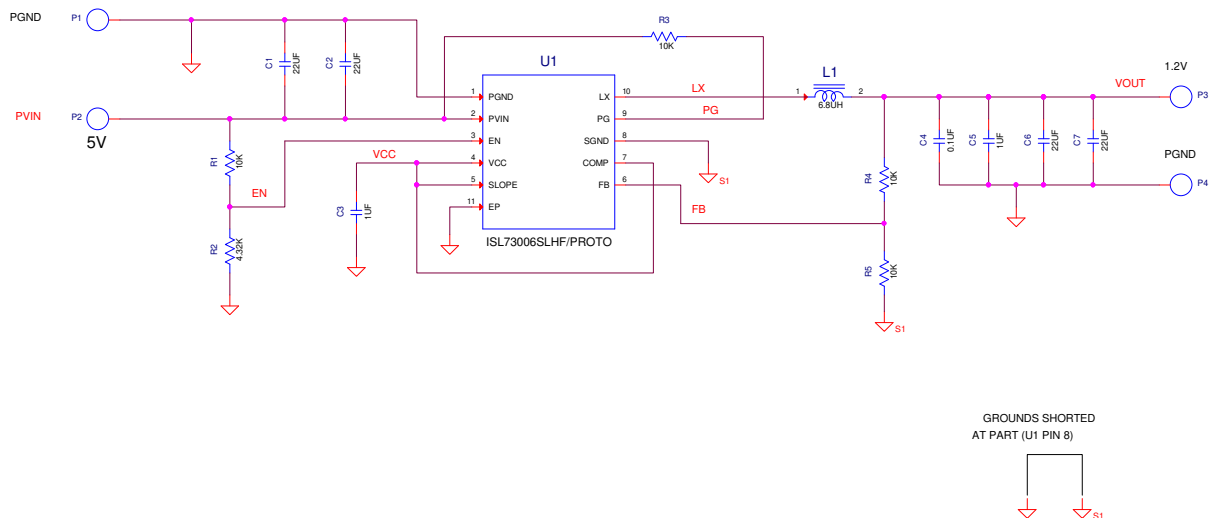 PGND
P1
R3
10K
C1
22UF
C2
22UF
U1
1 PGND
2 PVIN
3 EN
4 VCC
5 SLOPE
11 EP
LX 10
PG 9
SGND 8
COMP 7
FB 6
ISL73006SLHF/PROTO
PVIN
P2
5V
R1
10K
EN
R2
4.32K
VCC
C3
1UF
LX
PG
S1
FB
L1
1 2
6.8UH
R4
10K
R5
10K
S1
C4
0.1UF
C5
1UF
C6
22UF
C7
22UF
VOUT
1.2V
P3
PGND
P4
GROUNDS SHORTED
AT PART (U1 PIN 8)
S1